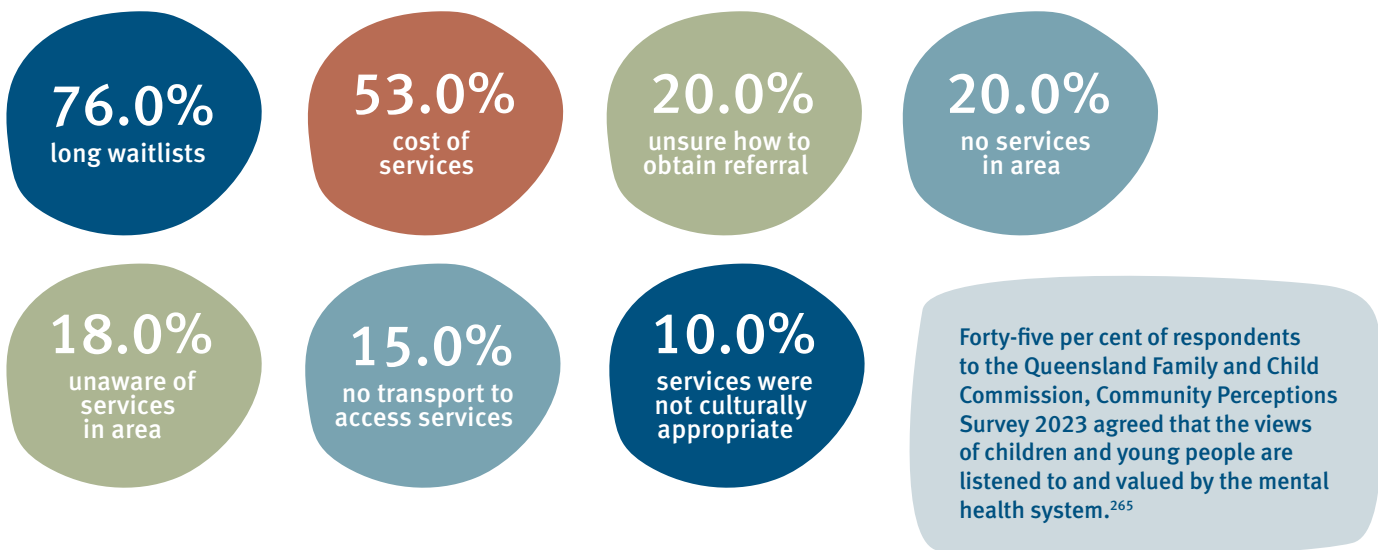 76.0%
long waitlists
53.0%
cost of
services
20.0%
unsure how to
obtain referral
20.0%
no services
in area
18.0%
unaware of
services
in area
15.0%
no transport to
access services
10.0%
services were
not culturally
appropriate
Forty-five per cent of respondents
to the Queensland Family and Child
Commission, Community Perceptions
Survey 2023 agreed that the views
of children and young people are
listened to and valued by the mental
health system.²⁶⁵